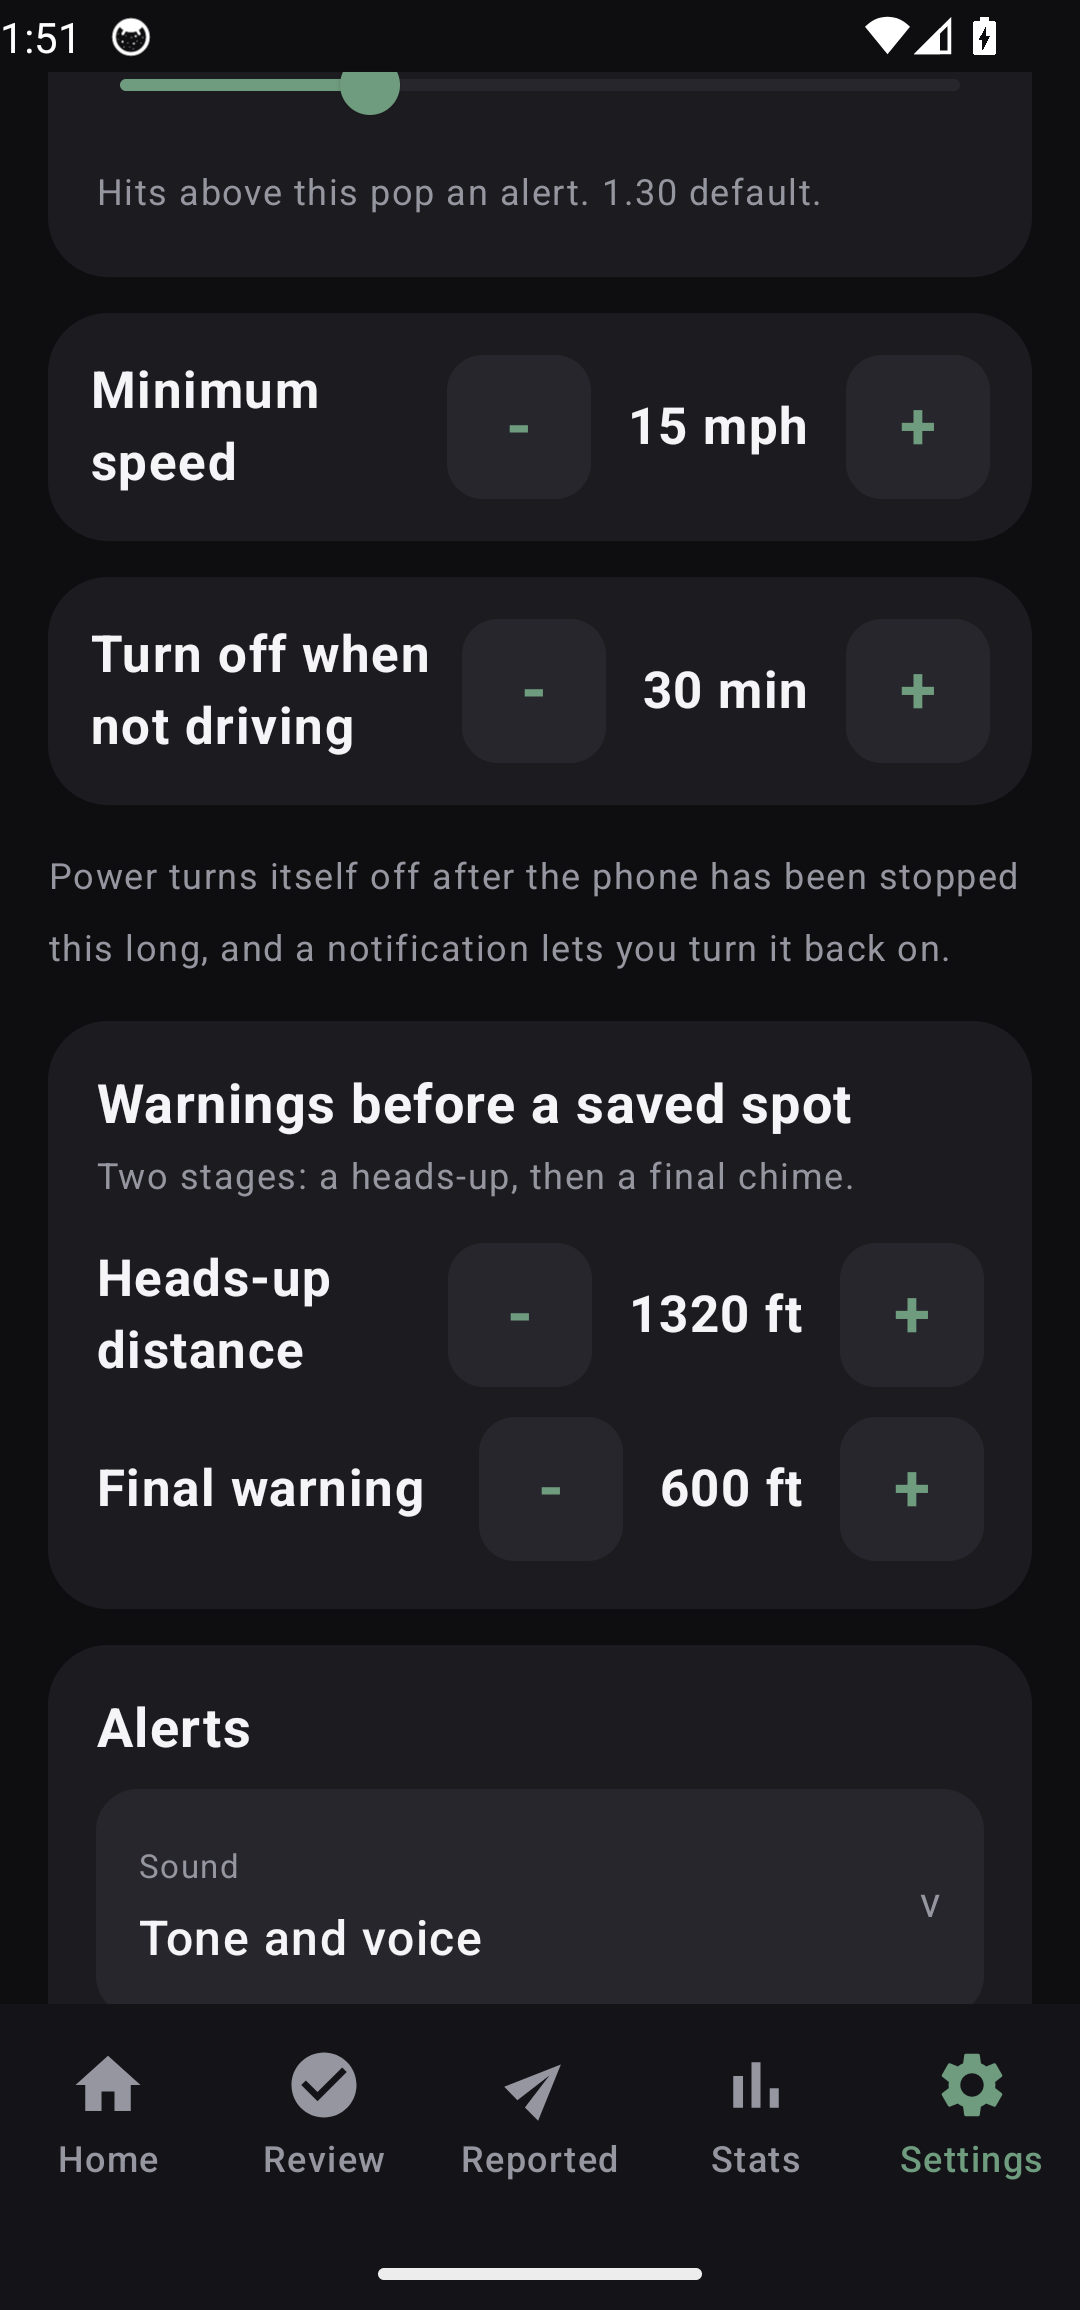 1:51
Hits above this pop an alert. 1.30 default.
Minimum
speed
-
15 mph
+
Turn off when
not driving
-
30 min
+
Power turns itself off after the phone has been stopped
this long, and a notification lets you turn it back on.
Warnings before a saved spot
Two stages: a heads-up, then a final chime.
Heads-up
distance
-
1320 ft
+
Final warning
-
600 ft
+
Alerts
Sound
Tone and voice
v
Home
Review
Reported
Stats
Settings